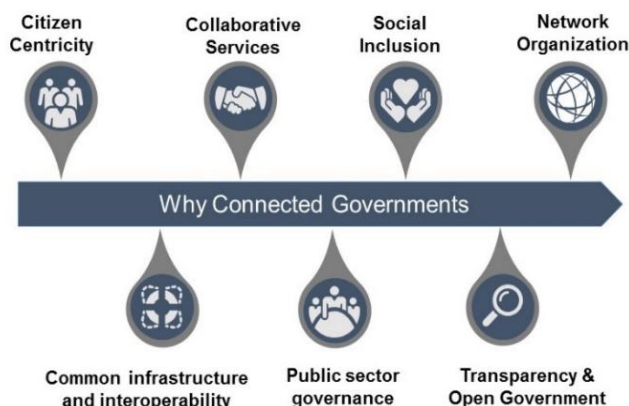 Citizen
Centricity
Collaborative
Services
Social
Inclusion
Network
Organization
Why Connected Governments
Common infrastructure
and interoperability
Public sector
governance
Transparency &
Open Government